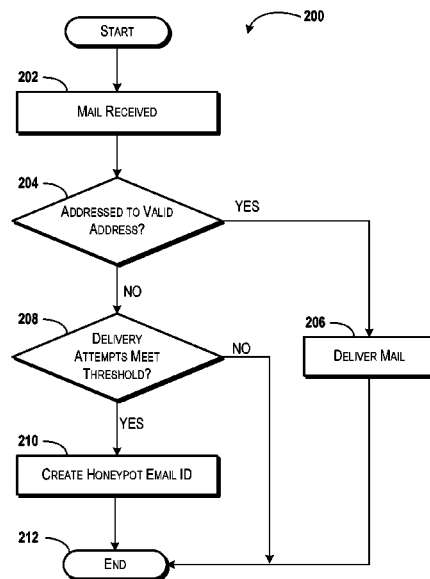 START
200
202
MAIL RECEIVED
204
ADDRESSED TO VALID
ADDRESS?
YES
NO
208
DELIVERY
ATTEMPTS MEET
THRESHOLD?
NO
206
DELIVER MAIL
YES
210
CREATE HONEYPOT EMAIL ID
212
END